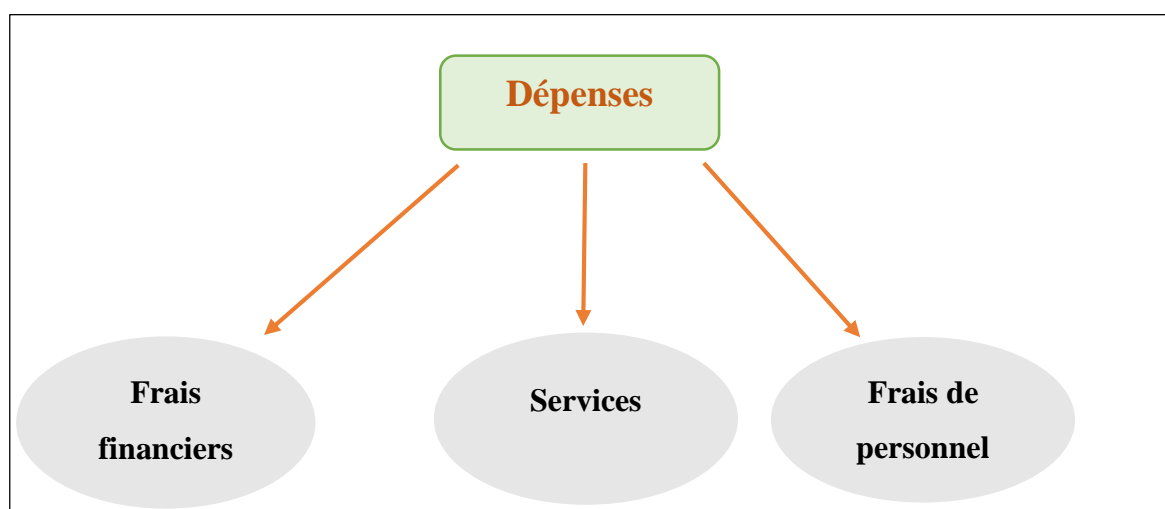 Dépenses
Frais
financiers
Services
Frais de
personnel